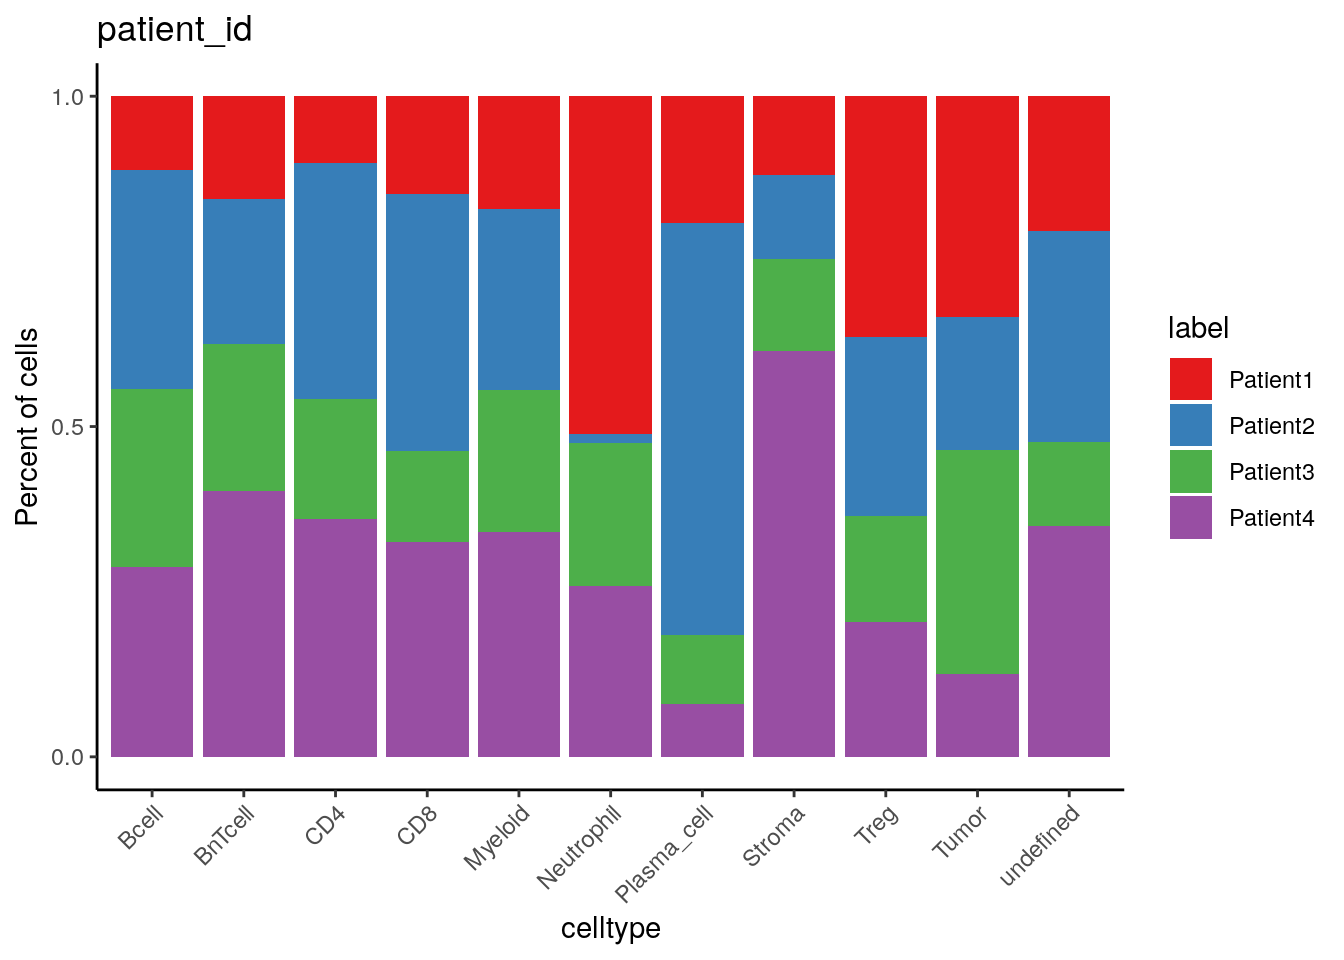 patient_id
Percent of cells
1.0
0.5
0.0
Bcell
BnTcell
CD4
CD8
Myeloid
Neutrophil
Plasma_cell
Stroma
Treg
Tumor
undefined
celltype
label
Patient1
Patient2
Patient3
Patient4